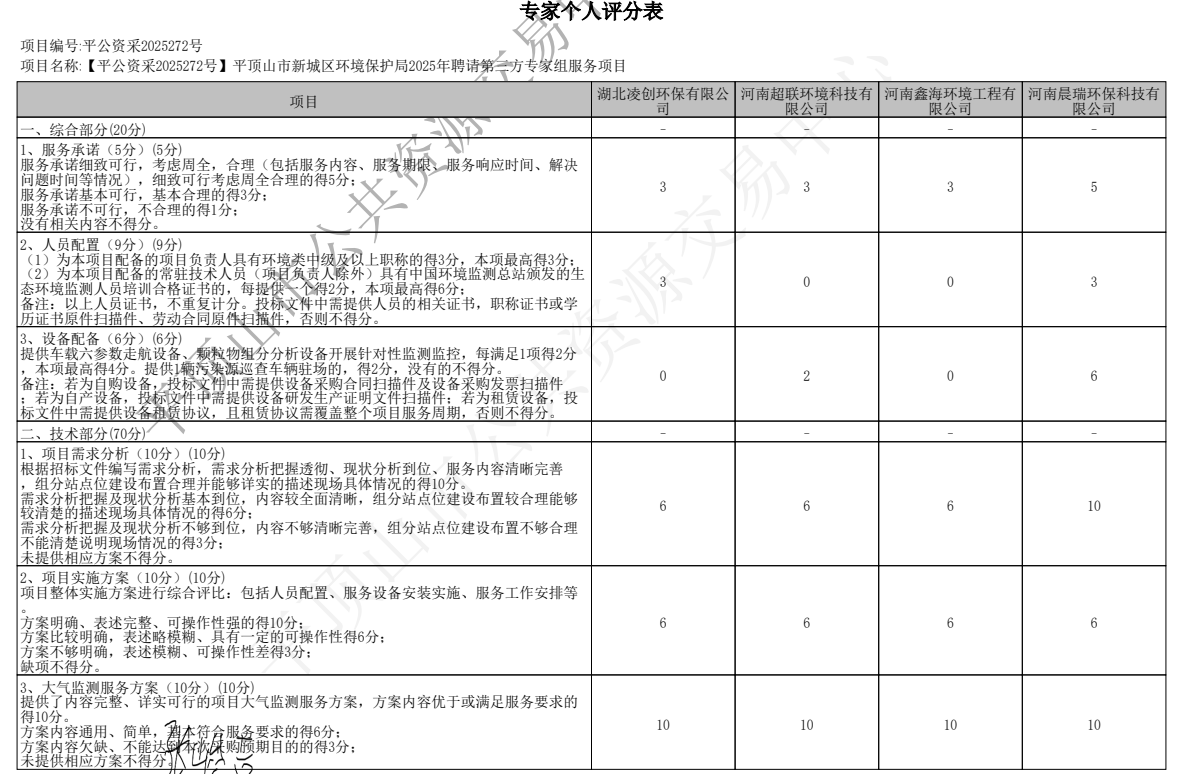 专家个人评分表
项目编号:平公资采2025272号
项目名称:【平公资采2025272号】平顶山市新城区环境保护局2025年聘请第三方专家组服务项目
项目 湖北凌创环保有限公司 河南超联环境科技有限公司 河南鑫海环境工程有限公司 河南晨瑞环保科技有限公司
一、综合部分(20分) - - - -
1、服务承诺（5分）(5分)
服务承诺细致可行，考虑周全，合理（包括服务内容、服务期限、服务响应时间、解决
问题时间等情况），细致可行考虑周全合理的得5分；
服务承诺基本可行，基本合理的得3分；
服务承诺不可行，不合理的得1分；
没有相关内容不得分。
3 3 3 5
2、人员配置（9分）(9分)
（1）为本项目配备的项目负责人具有环境类中级及以上职称的得3分，本项最高得3分；
（2）为本项目配备的常驻技术人员（项目负责人除外）具有中国环境监测总站颁发的生
态环境监测人员培训合格证书的，每提供一个得2分，本项最高得6分；
备注：以上人员证书，不重复计分。投标文件中需提供人员的相关证书，职称证书或学
历证书原件扫描件、劳动合同原件扫描件，否则不得分。
3 0 0 3
3、设备配备（6分）(6分)
提供车载六参数走航设备、颗粒物组分分析设备开展针对性监测监控，每满足1项得2分
，本项最高得4分。提供1辆污染源巡查车辆驻场的，得2分，没有的不得分。
备注：若为自购设备，投标文件中需提供设备采购合同扫描件及设备采购发票扫描件
；若为自产设备，投标文件中需提供设备研发生产证明文件扫描件；若为租赁设备，投
标文件中需提供设备租赁协议，且租赁协议需覆盖整个项目服务周期，否则不得分。
0 2 0 6
二、技术部分(70分) - - - -
1、项目需求分析（10分）(10分)
根据招标文件编写需求分析，需求分析把握透彻、现状分析到位、服务内容清晰完善
，组分站点位建设布置合理并能够详实的描述现场具体情况的得10分。
需求分析把握及现状分析基本到位，内容较全面清晰，组分站点位建设布置较合理能够
较清楚的描述现场具体情况的得6分；
需求分析把握及现状分析不够到位，内容不够清晰完善，组分站点位建设布置不够合理
不能清楚说明现场情况的得3分；
未提供相应方案不得分。
6 6 6 10
2、项目实施方案（10分）(10分)
项目整体实施方案进行综合评比：包括人员配置、服务设备安装实施、服务工作安排等
。
方案明确、表述完整、可操作性强的得10分；
方案比较明确，表述略模糊、具有一定的可操作性得6分；
方案不够明确，表述模糊、可操作性差得3分；
缺项不得分。
6 6 6 6
3、大气监测服务方案（10分）(10分)
提供了内容完整、详实可行的项目大气监测服务方案，方案内容优于或满足服务要求的
得10分。
方案内容通用、简单，基本符合服务要求的得6分；
方案内容欠缺、不能达到本次采购预期目的的得3分；
未提供相应方案不得分。
10 10 10 10
平顶山市公共资源交易中心
平顶山市公共资源交易中心